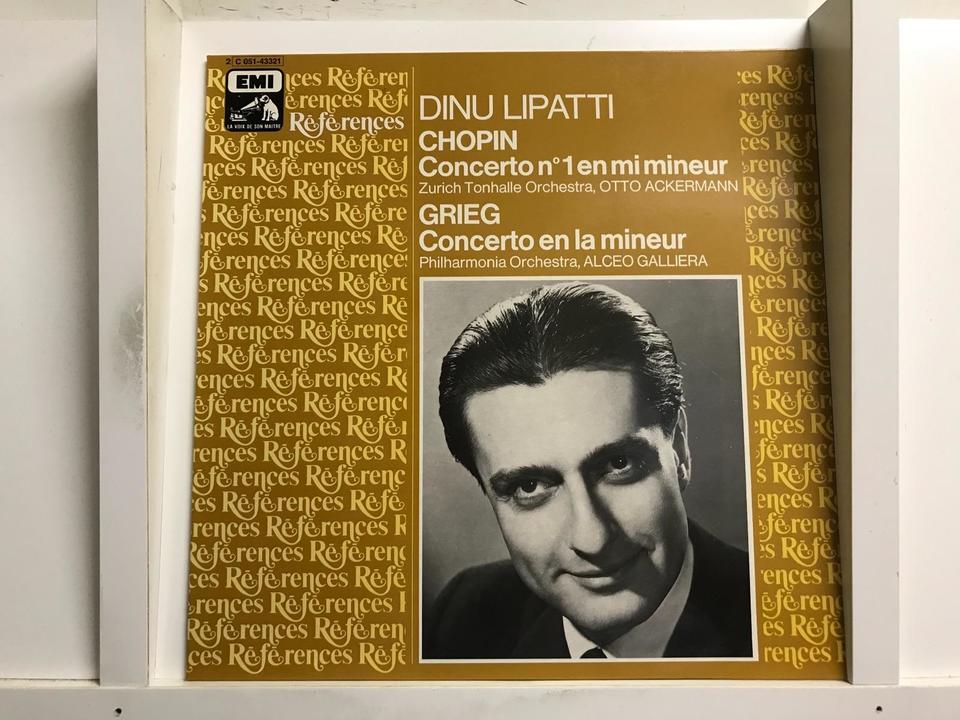 2 C 051-43321
EMI
LA VOIX DE SON MAITRE
Références
DINU LIPATTI
CHOPIN
Concerto n°1 en mi mineur
Zurich Tonhalle Orchestra, OTTO ACKERMANN
GRIEG
Concerto en la mineur
Philharmonia Orchestra, ALCEO GALLIERA